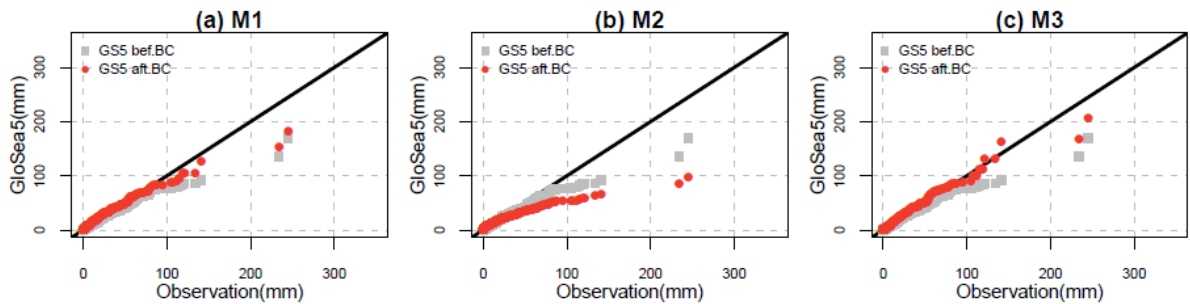 (a) M1
GS5 bef.BC
GS5 aft.BC
GloSea5(mm)
0 100 200 300
0 100 200 300
Observation(mm)
(b) M2
GS5 bef.BC
GS5 aft.BC
GloSea5(mm)
0 100 200 300
0 100 200 300
Observation(mm)
(c) M3
GS5 bef.BC
GS5 aft.BC
GloSea5(mm)
0 100 200 300
0 100 200 300
Observation(mm)